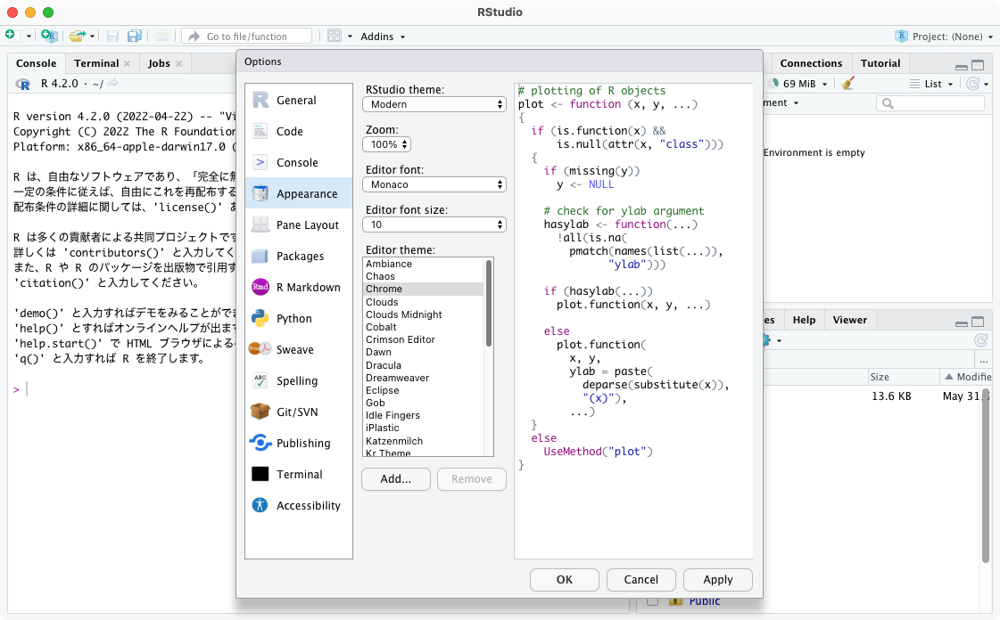 RStudio
Go to file/function
Addins
Project: (None)
Console
Terminal
Jobs
R 4.2.0 · ~/
R version 4.2.0 (2022-04-22) -- "Vi
Copyright (C) 2022 The R Foundation
Platform: x86_64-apple-darwin17.0 (
R は、自由なソフトウェアであり、「完全に無
一定の条件に従えば、自由にこれを再配布する
配布条件の詳細に関しては、'license()' あ
R は多くの貢献者による共同プロジェクトです
詳しくは 'contributors()' と入力してく
また、R や R のパッケージを出版物で引用す
'citation()' と入力してください。
'demo()' と入力すればデモをみることができ
'help()' とすればオンラインヘルプが出ます
'help.start()' で HTML ブラウザによる
'q()' と入力すれば R を終了します。
>
Options
General
Code
Console
Appearance
Pane Layout
Packages
R Markdown
Python
Sweave
Spelling
Git/SVN
Publishing
Terminal
Accessibility
RStudio theme:
Modern
Zoom:
100%
Editor font:
Monaco
Editor font size:
10
Editor theme:
Ambiance
Chaos
Chrome
Clouds
Clouds Midnight
Cobalt
Crimson Editor
Dawn
Dracula
Dreamweaver
Eclipse
Gob
Idle Fingers
iPlastic
Katzenmilch
Kr Theme
Add...
Remove
# plotting of R objects
plot <- function (x, y, ...)
{
if (is.function(x) &&
is.null(attr(x, "class")))
{
if (missing(y))
y <- NULL
# check for ylab argument
hasylab <- function(...)
!all(is.na(
pmatch(names(list(...)),
"ylab")))
if (hasylab(...))
plot.function(x, y, ...)
else
plot.function(
x, y,
ylab = paste(
deparse(substitute(x)),
"(x)"),
...)
}
else
UseMethod("plot")
}
OK
Cancel
Apply
Connections
Tutorial
69 MiB
List
ment
Environment is empty
es
Help
Viewer
...
Size
Modifie
13.6 KB
May 31,
Public